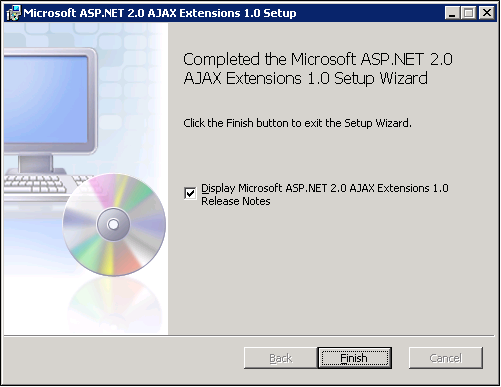 Microsoft ASP.NET 2.0 AJAX Extensions 1.0 Setup
Completed the Microsoft ASP.NET 2.0
AJAX Extensions 1.0 Setup Wizard
Click the Finish button to exit the Setup Wizard.
Display Microsoft ASP.NET 2.0 AJAX Extensions 1.0
Release Notes
Back Finish Cancel